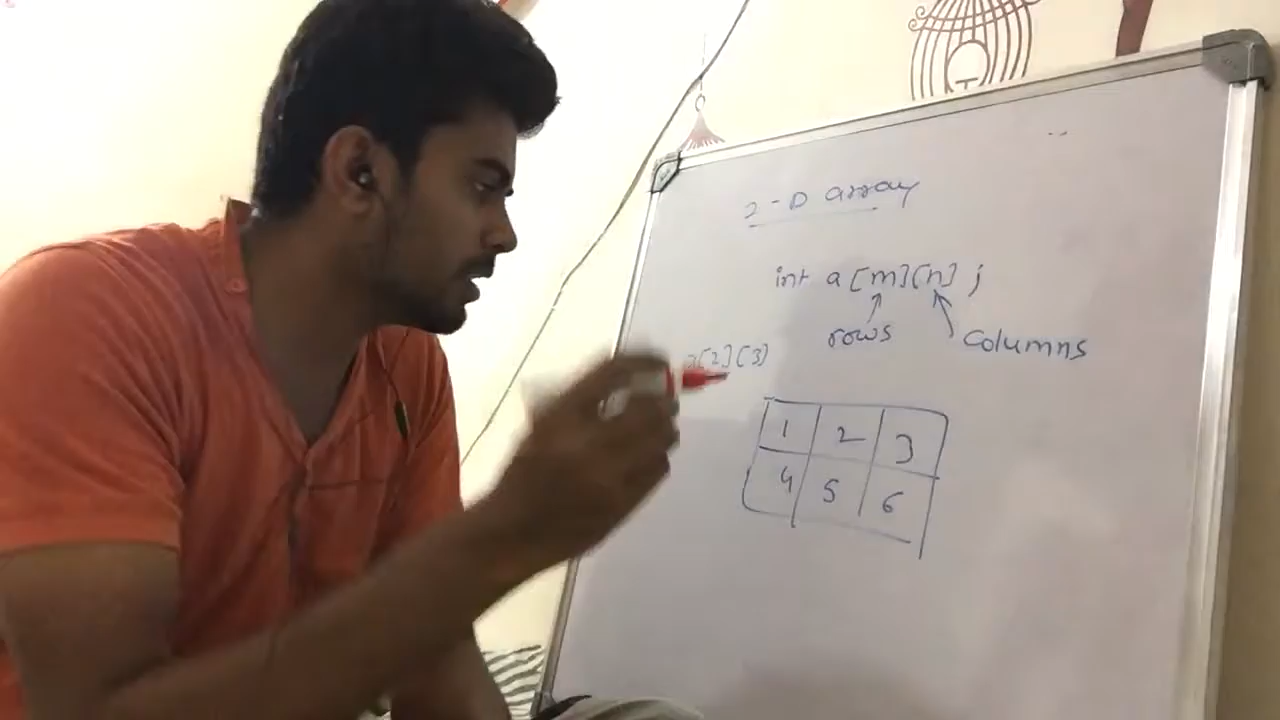 2-D array
int a[m][n];
rows columns
a[2][3]
1 2 3
4 5 6